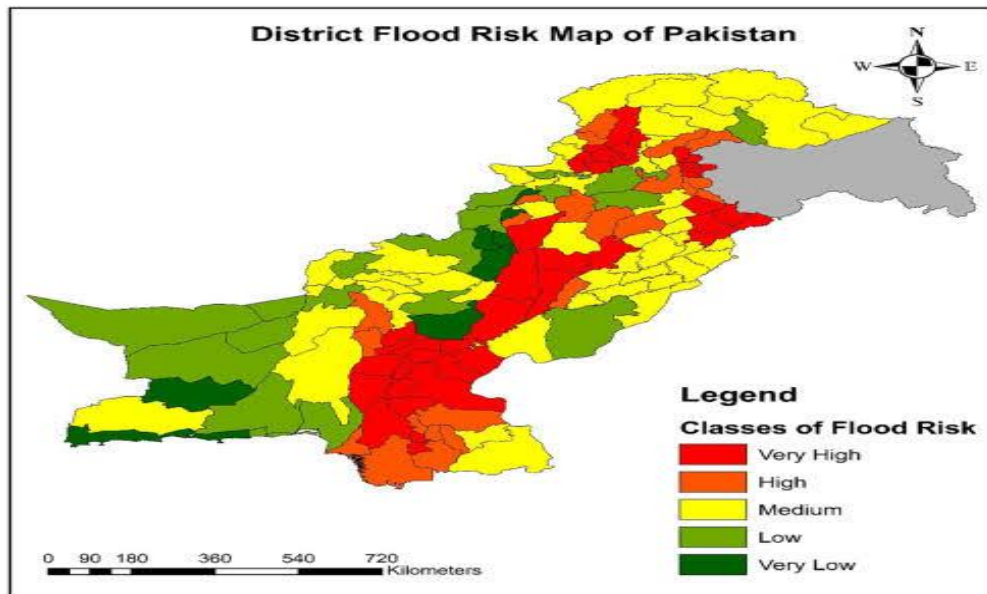 District Flood Risk Map of Pakistan
N
W E
S
Legend
Classes of Flood Risk
Very High
High
Medium
Low
Very Low
0 90 180 360 540 720
Kilometers